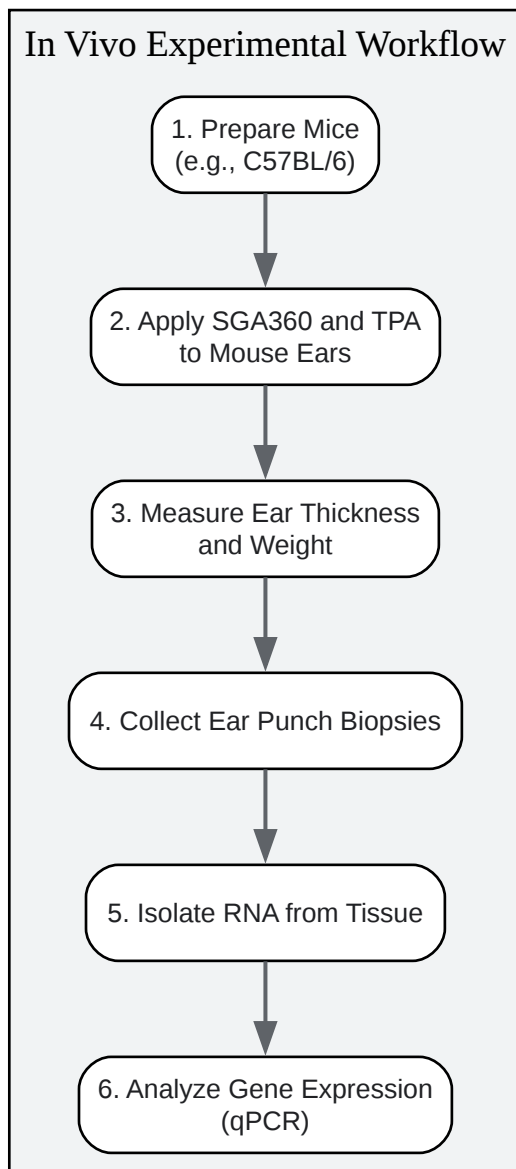 In Vivo Experimental Workflow
1. Prepare Mice
(e.g., C57BL/6)
2. Apply SGA360 and TPA
to Mouse Ears
3. Measure Ear Thickness
and Weight
4. Collect Ear Punch Biopsies
5. Isolate RNA from Tissue
6. Analyze Gene Expression
(qPCR)